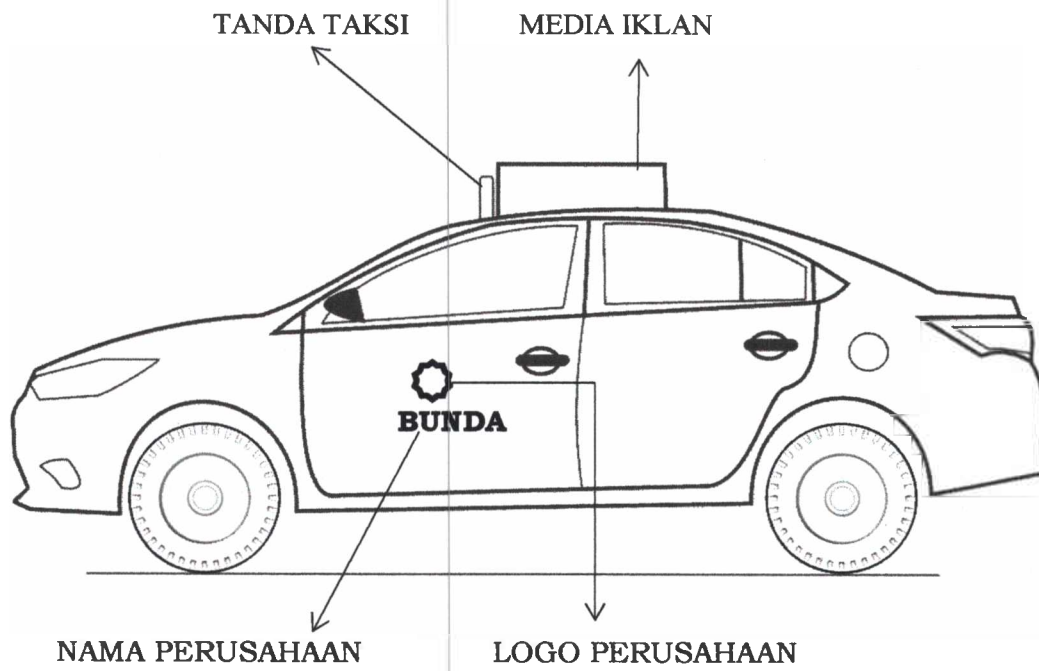 TANDA TAKSI
MEDIA IKLAN
BUNDA
NAMA PERUSAHAAN
LOGO PERUSAHAAN